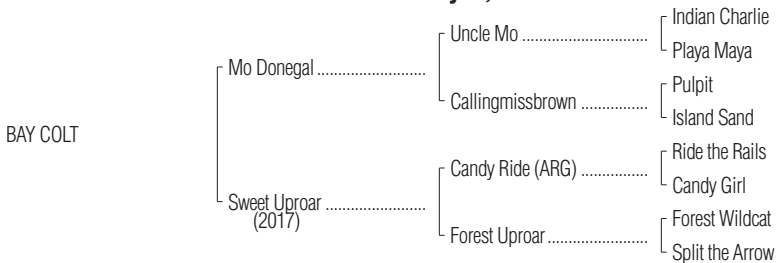 Indian Charlie
Uncle Mo ..........................
Playa Maya
Mo Donegal ..........................
Pulpit
Callingmissbrown ................
Island Sand
BAY COLT
Ride the Rails
Candy Ride (ARG) ................
Candy Girl
Sweet Uproar ........................
(2017)
Forest Wildcat
Forest Uproar........................
Split the Arrow